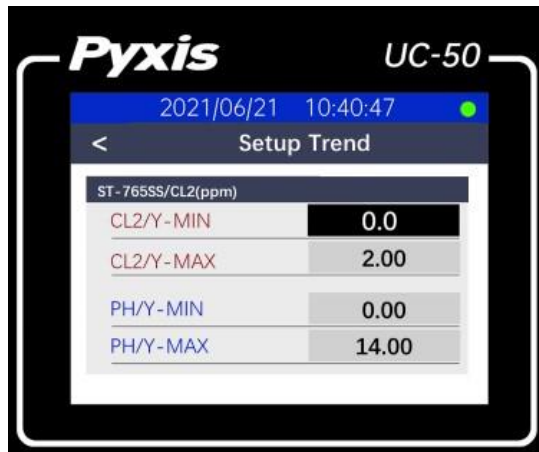 Pyxis UC-50
2021/06/21 10:40:47
< Setup Trend
ST-765SS/CL2(ppm)
CL2/Y-MIN 0.0
CL2/Y-MAX 2.00
PH/Y-MIN 0.00
PH/Y-MAX 14.00